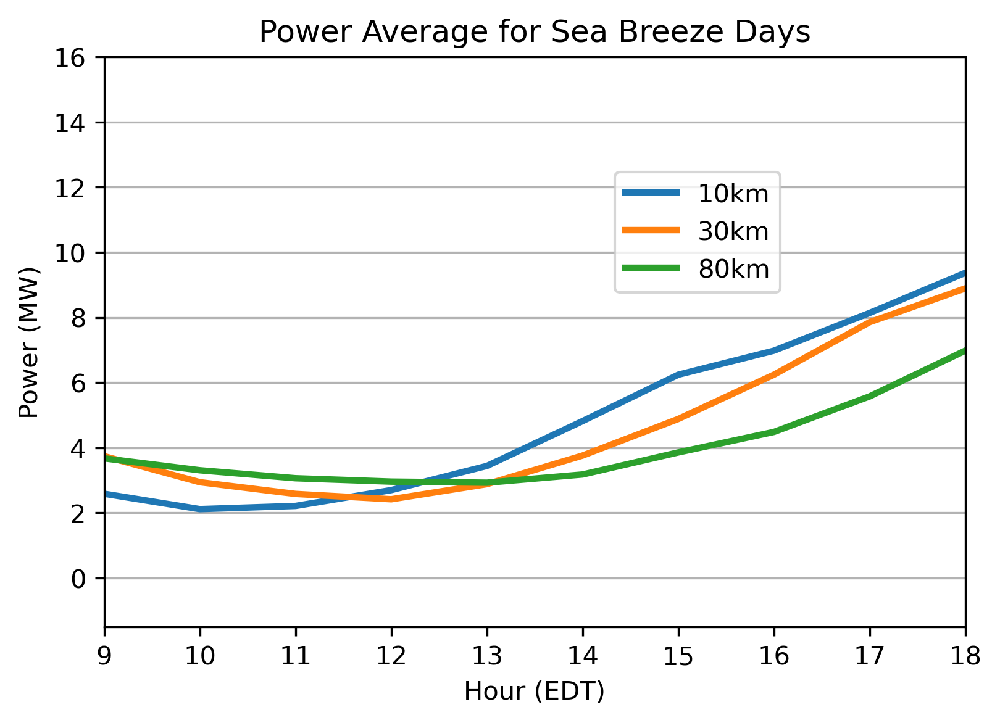 Power Average for Sea Breeze Days
16
14
12
10
8
6
4
2
0
Power (MW)
10km
30km
80km
9 10 11 12 13 14 15 16 17 18
Hour (EDT)